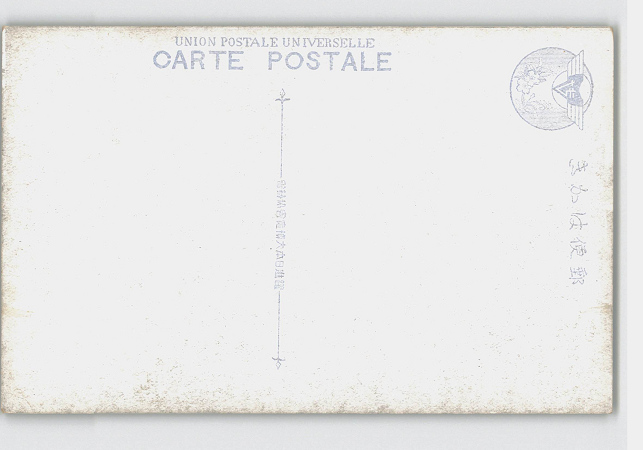 UNION POSTALE UNIVERSELLE
CARTE POSTALE
郵便はかき